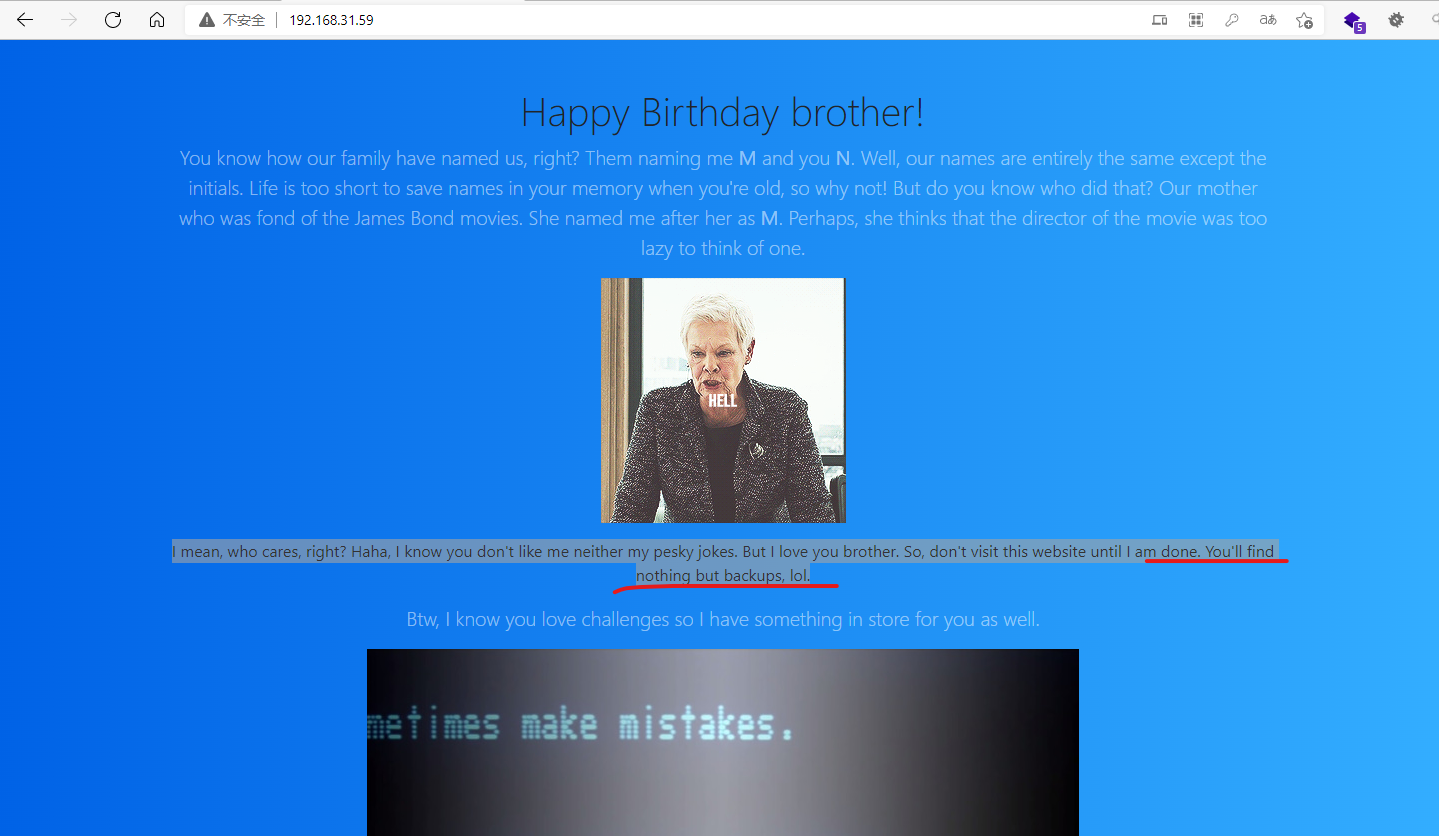 不安全 192.168.31.59
aあ
5
Happy Birthday brother!
You know how our family have named us, right? Them naming me M and you N. Well, our names are entirely the same except the
initials. Life is too short to save names in your memory when you're old, so why not! But do you know who did that? Our mother
who was fond of the James Bond movies. She named me after her as M. Perhaps, she thinks that the director of the movie was too
lazy to think of one.
HELL
I mean, who cares, right? Haha, I know you don't like me neither my pesky jokes. But I love you brother. So, don't visit this website until I am done. You'll find
nothing but backups, lol.
Btw, I know you love challenges so I have something in store for you as well.
metimes make mistakes.